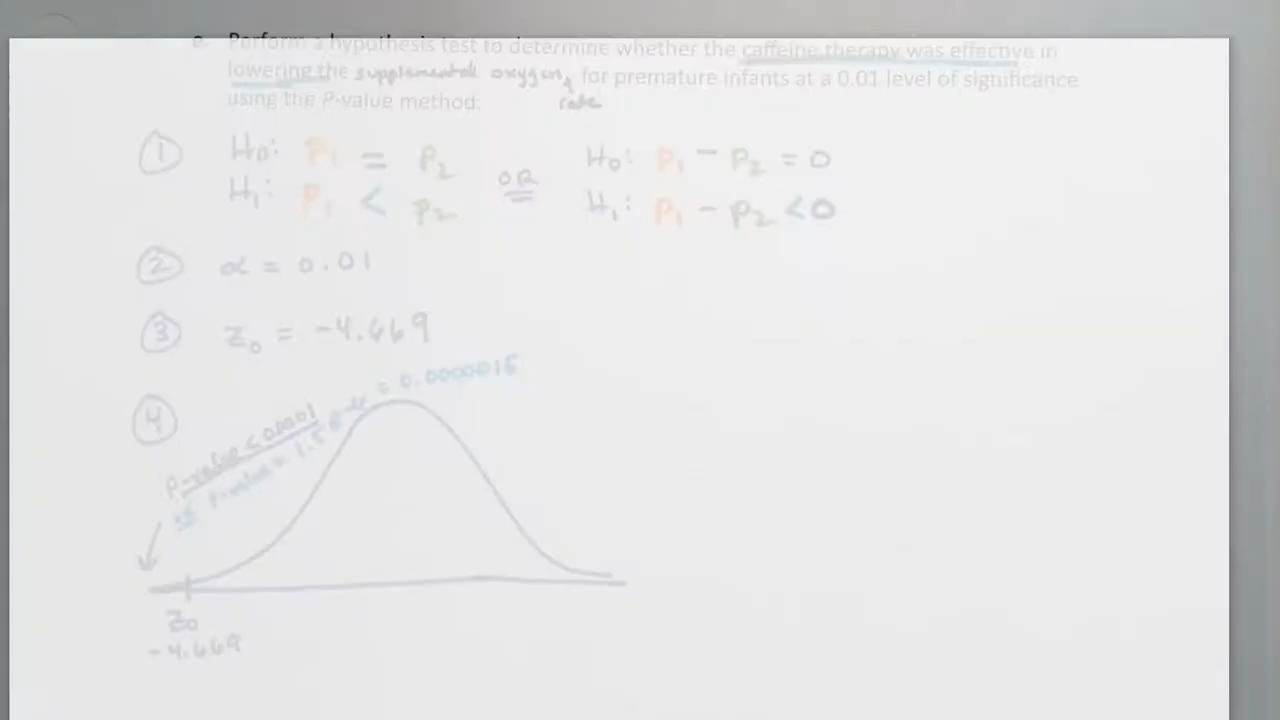 e. Perform a hypothesis test to determine whether the caffeine therapy was effective in
lowering the supplemental oxygen rate for premature infants at a 0.01 level of significance
using the P-value method.
① H₀: p₁ = p₂
H₁: p₁ < p₂
OR
H₀: p₁ - p₂ = 0
H₁: p₁ - p₂ < 0
② α = 0.01
③ z₀ = -4.669
④
P-value < 0.0001
P-value = 1.5 E = 0.0000015
z₀
-4.669